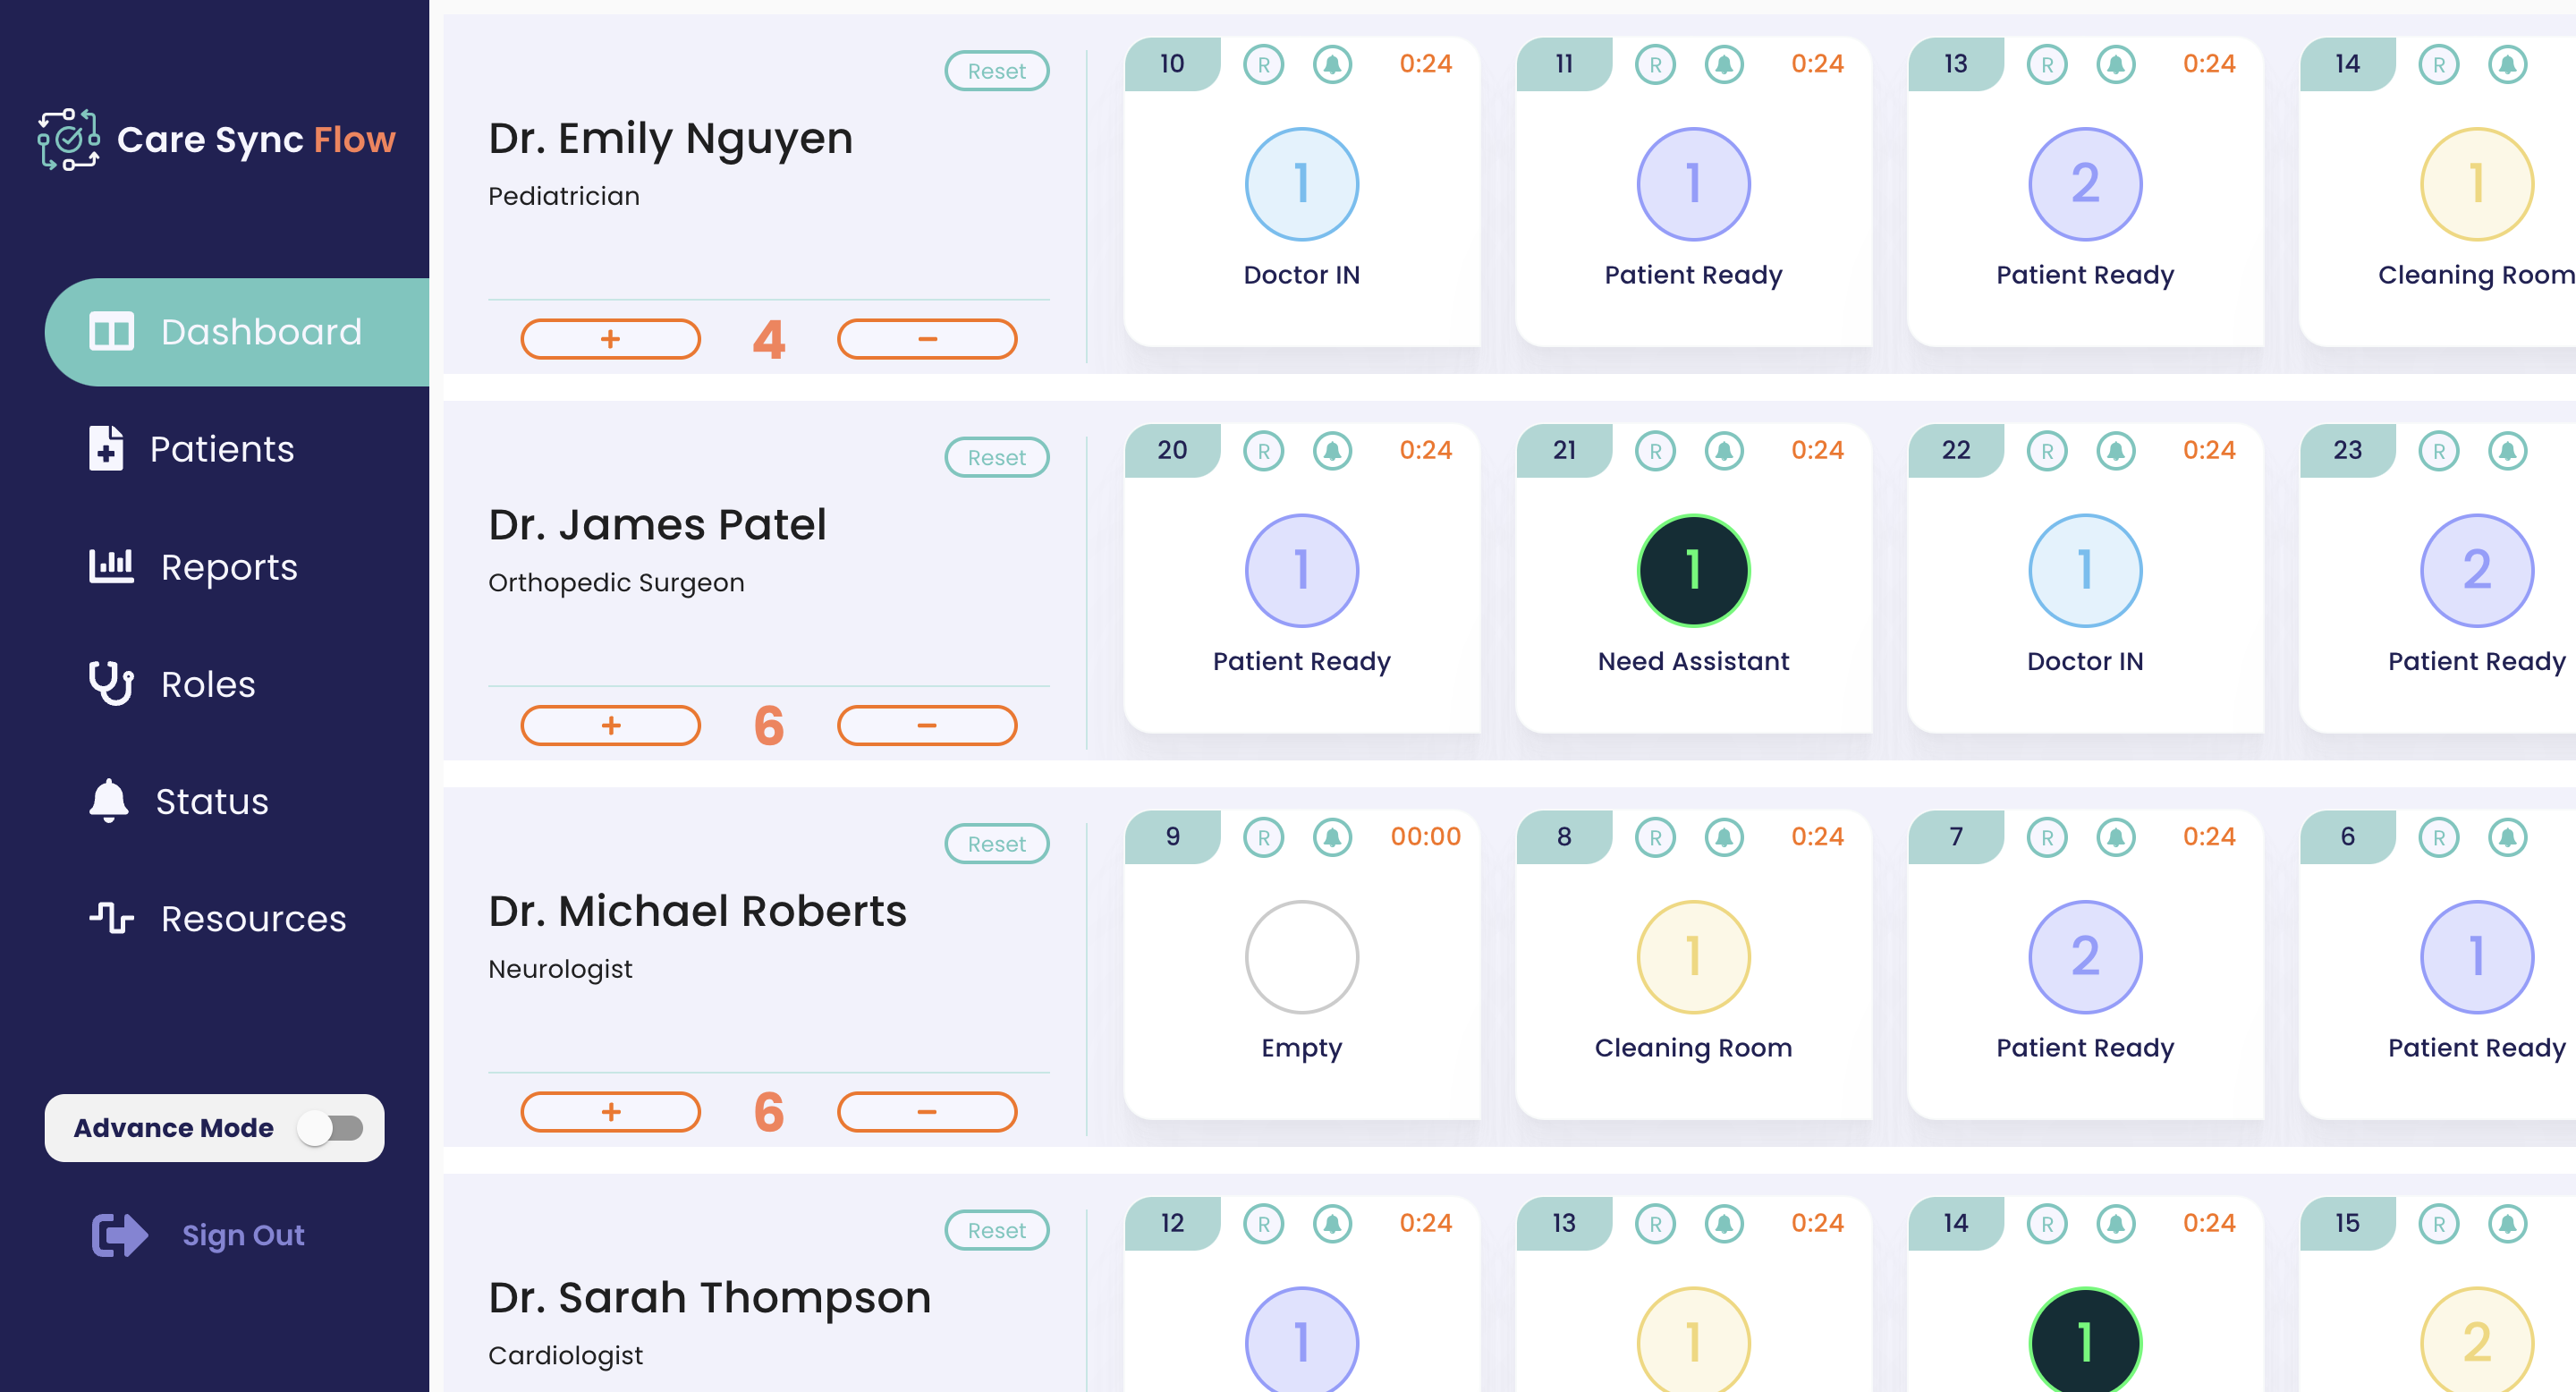 Care Sync Flow
Dashboard
Patients
Reports
Roles
Status
Resources
Advance Mode
Sign Out
Reset
Dr. Emily Nguyen
Pediatrician
+ 4 −
10 R 0:24
1
Doctor IN
11 R 0:24
1
Patient Ready
13 R 0:24
2
Patient Ready
14 R
1
Cleaning Room
Reset
Dr. James Patel
Orthopedic Surgeon
+ 6 −
20 R 0:24
1
Patient Ready
21 R 0:24
1
Need Assistant
22 R 0:24
1
Doctor IN
23 R
2
Patient Ready
Reset
Dr. Michael Roberts
Neurologist
+ 6 −
9 R 00:00
Empty
8 R 0:24
1
Cleaning Room
7 R 0:24
2
Patient Ready
6 R
1
Patient Ready
Reset
Dr. Sarah Thompson
Cardiologist
12 R 0:24
1
13 R 0:24
1
14 R 0:24
1
15 R
2